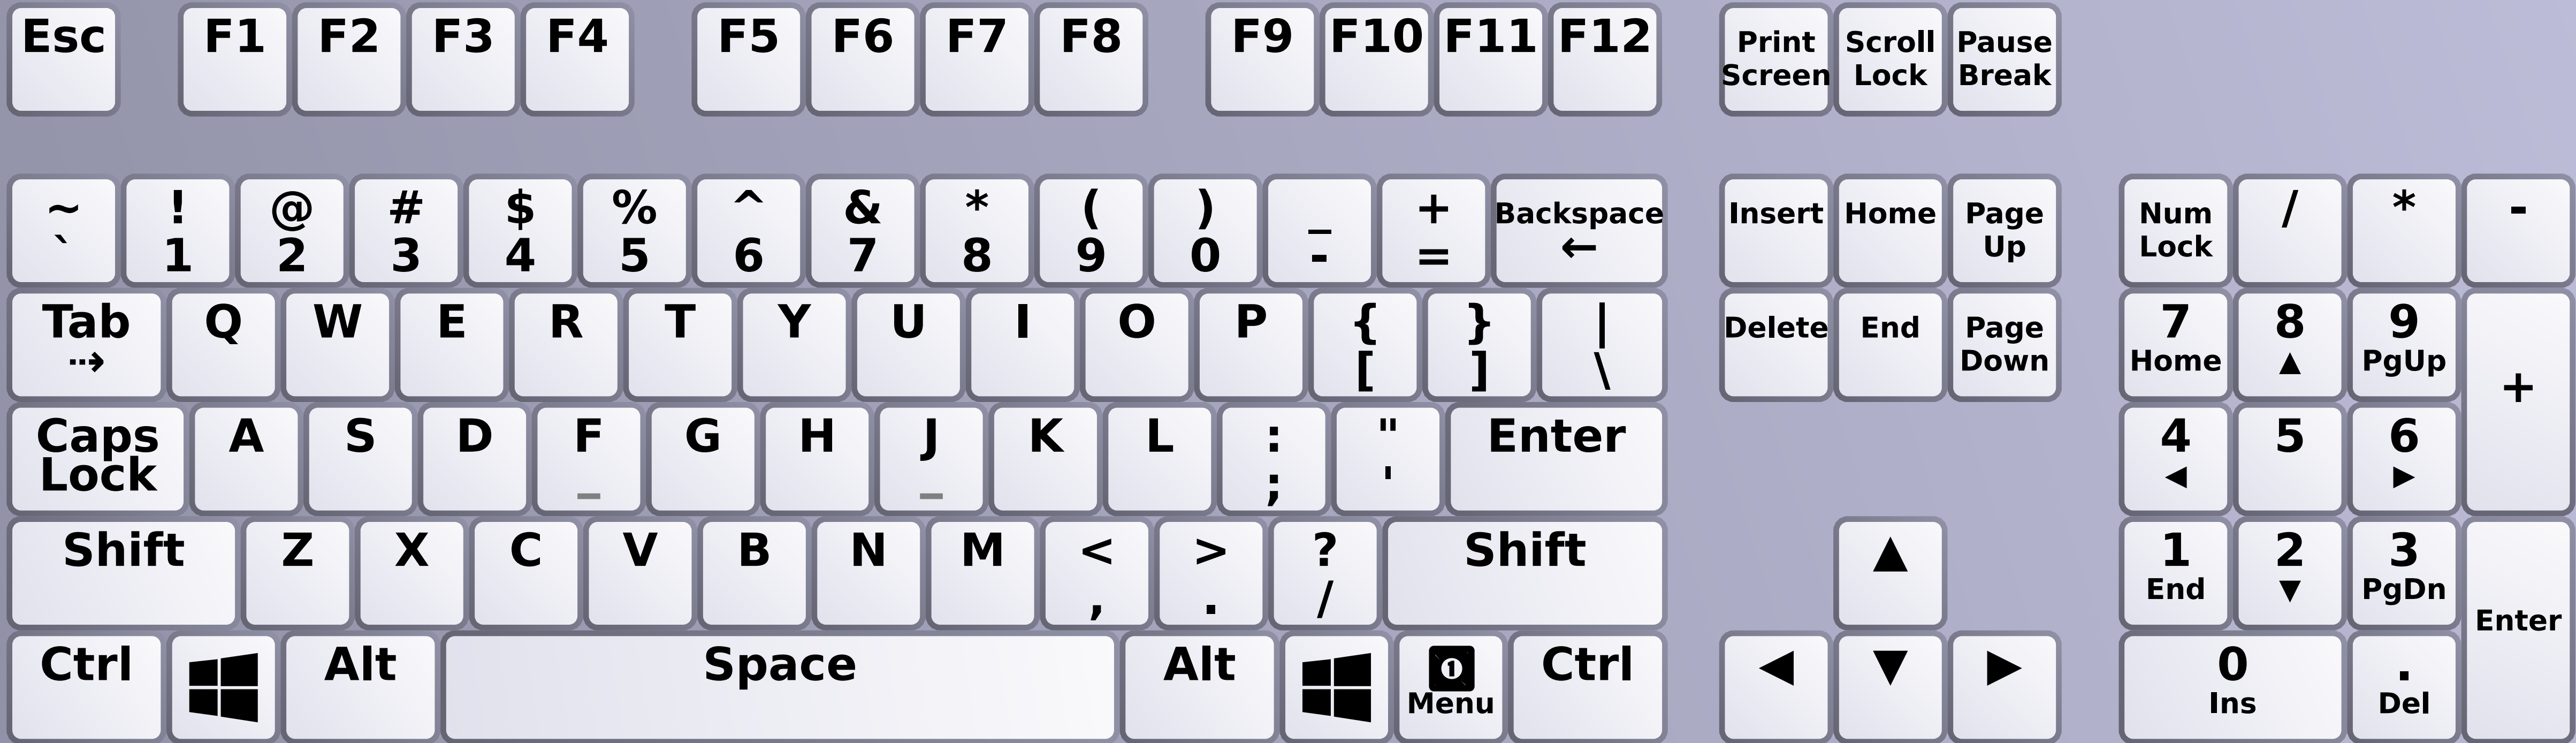 Esc F1 F2 F3 F4 F5 F6 F7 F8 F9 F10 F11 F12 Print Screen Scroll Lock Pause Break
~ ! @ # $ % ^ & * ( ) _ + Backspace Insert Home Page Up Num Lock / * -
` 1 2 3 4 5 6 7 8 9 0 - = ←
Tab Q W E R T Y U I O P { } | Delete End Page Down 7 8 9 +
⇢ [ ] \ Home ▲ PgUp
Caps Lock A S D F G H J K L : " Enter 4 5 6
_ _ ; ' ◀ ▶
Shift Z X C V B N M < > ? Shift ▲ 1 2 3 Enter
, . / End ▼ PgDn
Ctrl Alt Space Alt 1 Menu Ctrl ◀ ▼ ▶ 0 .
Ins Del